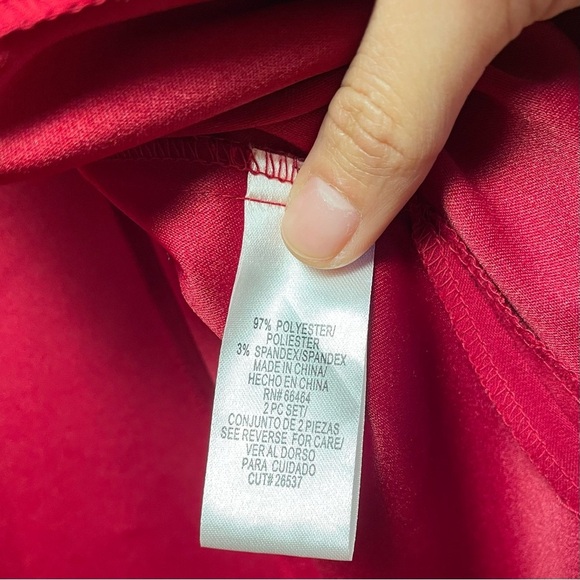 97% POLYESTER/
POLIESTER
3% SPANDEX/SPANDEX
MADE IN CHINA/
HECHO EN CHINA
RN# 66464
2 PC SET/
CONJUNTO DE 2 PIEZAS
SEE REVERSE FOR CARE/
VER AL DORSO
PARA CUIDADO
CUT# 26537